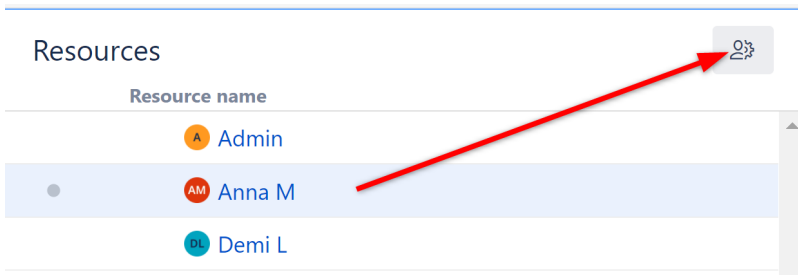 Resources
Resource name
A Admin
AM Anna M
DL Demi L